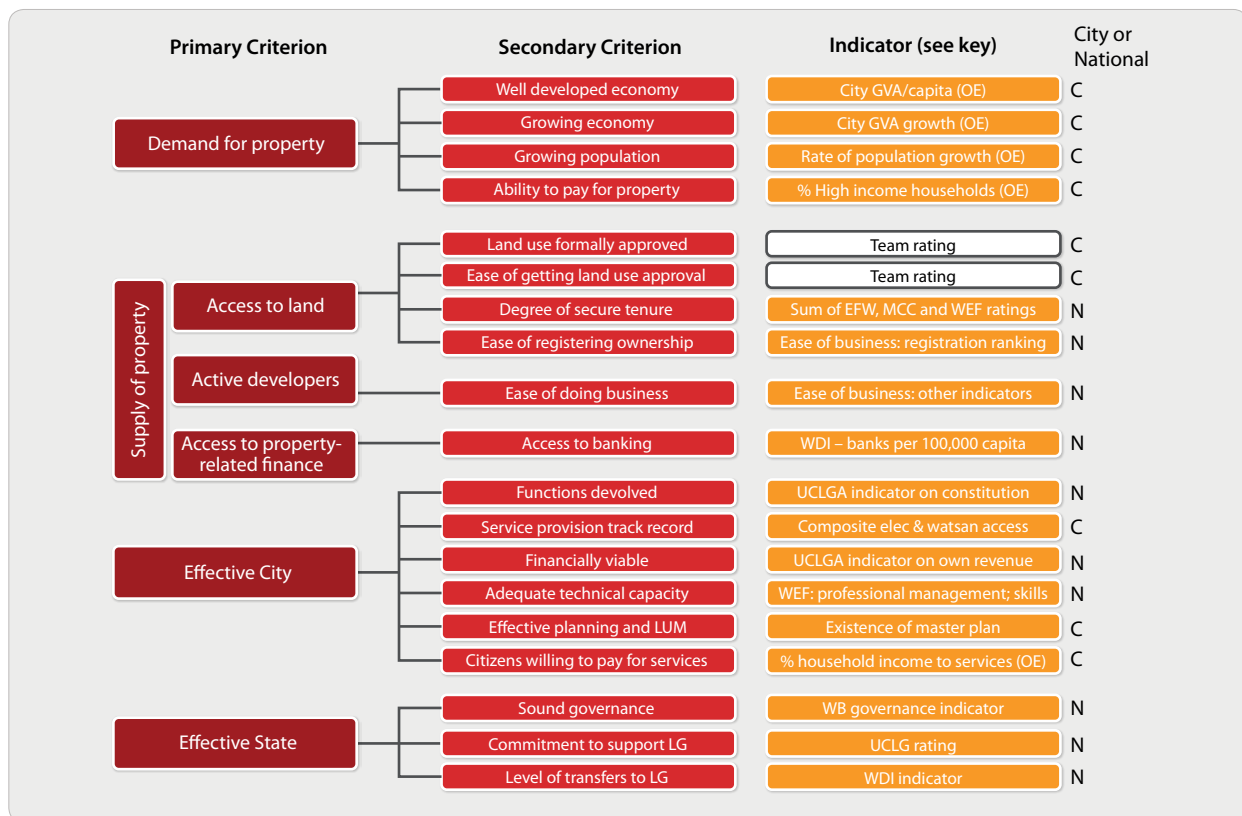 Primary Criterion
Secondary Criterion
Indicator (see key)
City or
National
Demand for property
Well developed economy
City GVA/capita (OE)
C
Growing economy
City GVA growth (OE)
C
Growing population
Rate of population growth (OE)
C
Ability to pay for property
% High income households (OE)
C
Supply of property
Access to land
Land use formally approved
Team rating
C
Ease of getting land use approval
Team rating
C
Degree of secure tenure
Sum of EFW, MCC and WEF ratings
N
Ease of registering ownership
Ease of business: registration ranking
N
Active developers
Ease of doing business
Ease of business: other indicators
N
Access to property-
related finance
Access to banking
WDI – banks per 100,000 capita
N
Effective City
Functions devolved
UCLGA indicator on constitution
N
Service provision track record
Composite elec & watsan access
C
Financially viable
UCLGA indicator on own revenue
N
Adequate technical capacity
WEF: professional management; skills
N
Effective planning and LUM
Existence of master plan
C
Citizens willing to pay for services
% household income to services (OE)
C
Effective State
Sound governance
WB governance indicator
N
Commitment to support LG
UCLG rating
N
Level of transfers to LG
WDI indicator
N